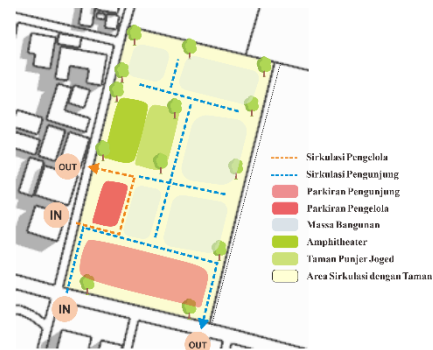 OUT
IN
IN
OUT
Sirkulasi Pengelola
Sirkulasi Pengunjung
Parkiran Pengunjung
Parkiran Pengelola
Massa Bangunan
Amphitheater
Taman Punjer Joged
Area Sirkulasi dengan Taman